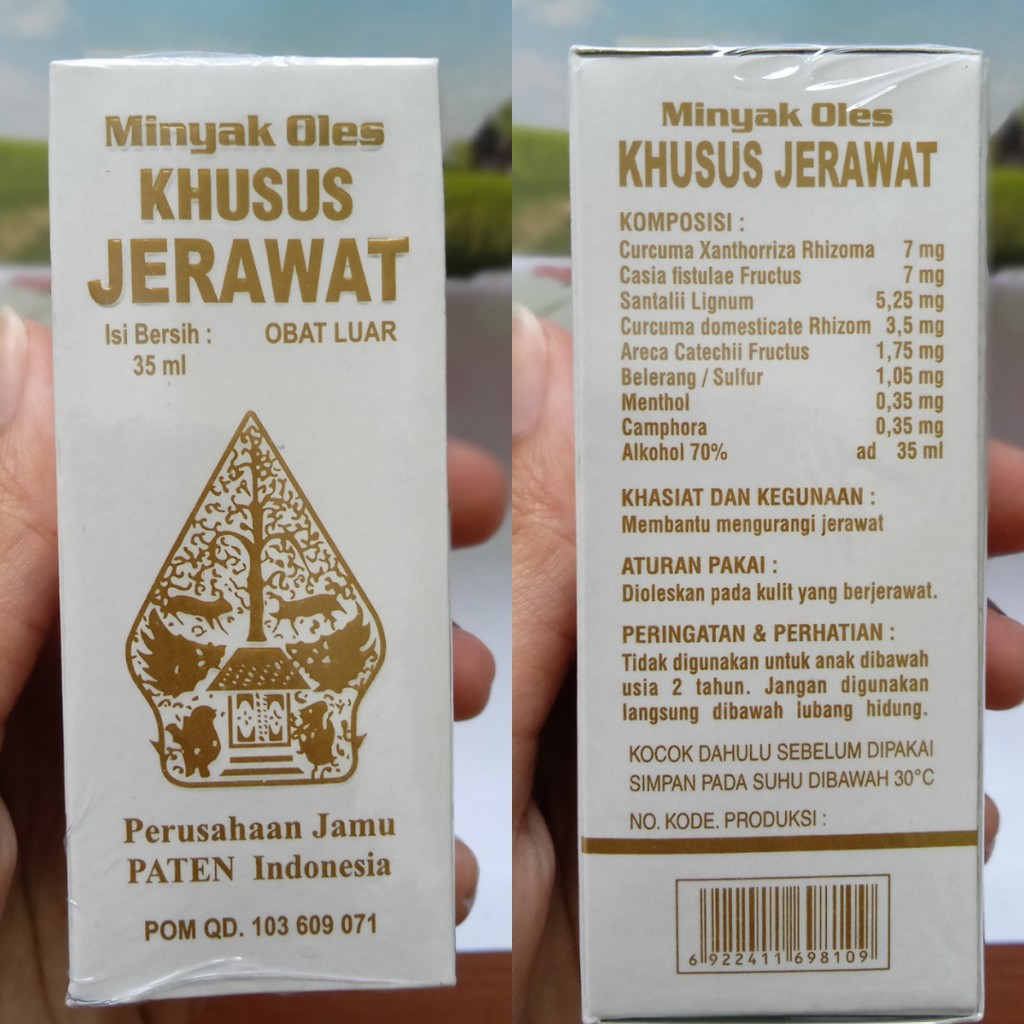 Minyak Oles
KHUSUS
JERAWAT
Isi Bersih : OBAT LUAR
35 ml
Perusahaan Jamu
PATEN Indonesia
POM QD. 103 609 071
Minyak Oles
KHUSUS JERAWAT
KOMPOSISI :
Curcuma Xanthorriza Rhizoma 7 mg
Casia fistulae Fructus 7 mg
Santalii Lignum 5,25 mg
Curcuma domesticate Rhizom 3,5 mg
Areca Catechii Fructus 1,75 mg
Belerang / Sulfur 1,05 mg
Menthol 0,35 mg
Camphora 0,35 mg
Alkohol 70% ad 35 ml
KHASIAT DAN KEGUNAAN :
Membantu mengurangi jerawat
ATURAN PAKAI :
Dioleskan pada kulit yang berjerawat.
PERINGATAN & PERHATIAN :
Tidak digunakan untuk anak dibawah
usia 2 tahun. Jangan digunakan
langsung dibawah lubang hidung.
KOCOK DAHULU SEBELUM DIPAKAI
SIMPAN PADA SUHU DIBAWAH 30°C
NO. KODE. PRODUKSI :
6 922411 698109